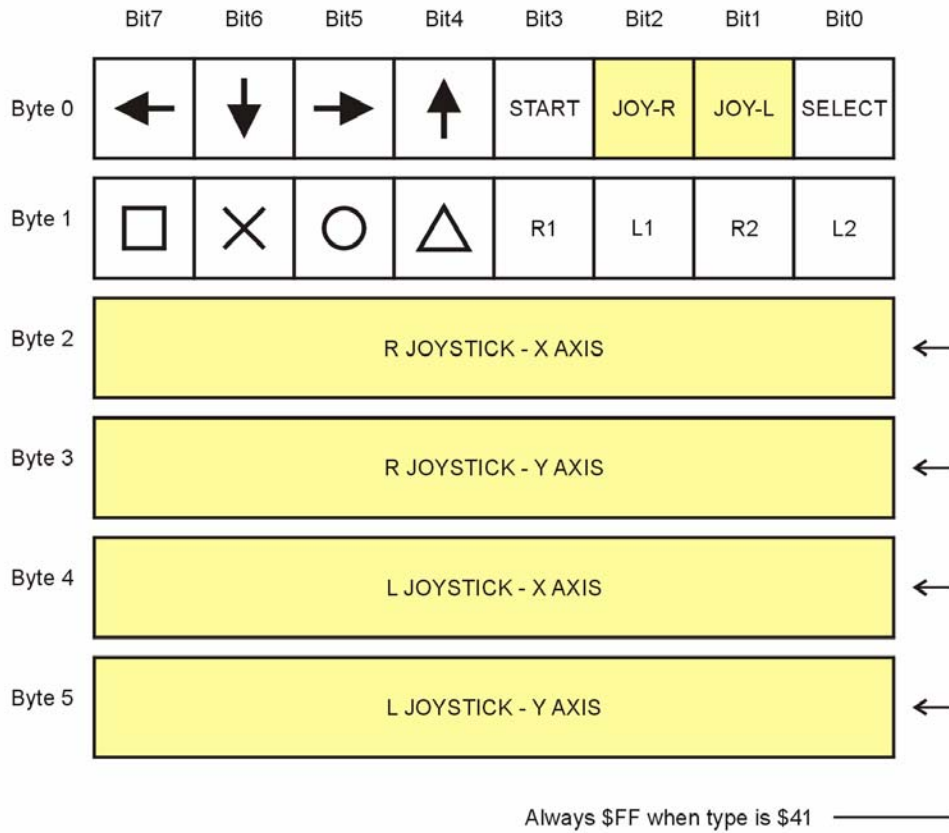 Bit7 Bit6 Bit5 Bit4 Bit3 Bit2 Bit1 Bit0
Byte 0 START JOY-R JOY-L SELECT
Byte 1 R1 L1 R2 L2
Byte 2 R JOYSTICK - X AXIS
Byte 3 R JOYSTICK - Y AXIS
Byte 4 L JOYSTICK - X AXIS
Byte 5 L JOYSTICK - Y AXIS
Always $FF when type is $41